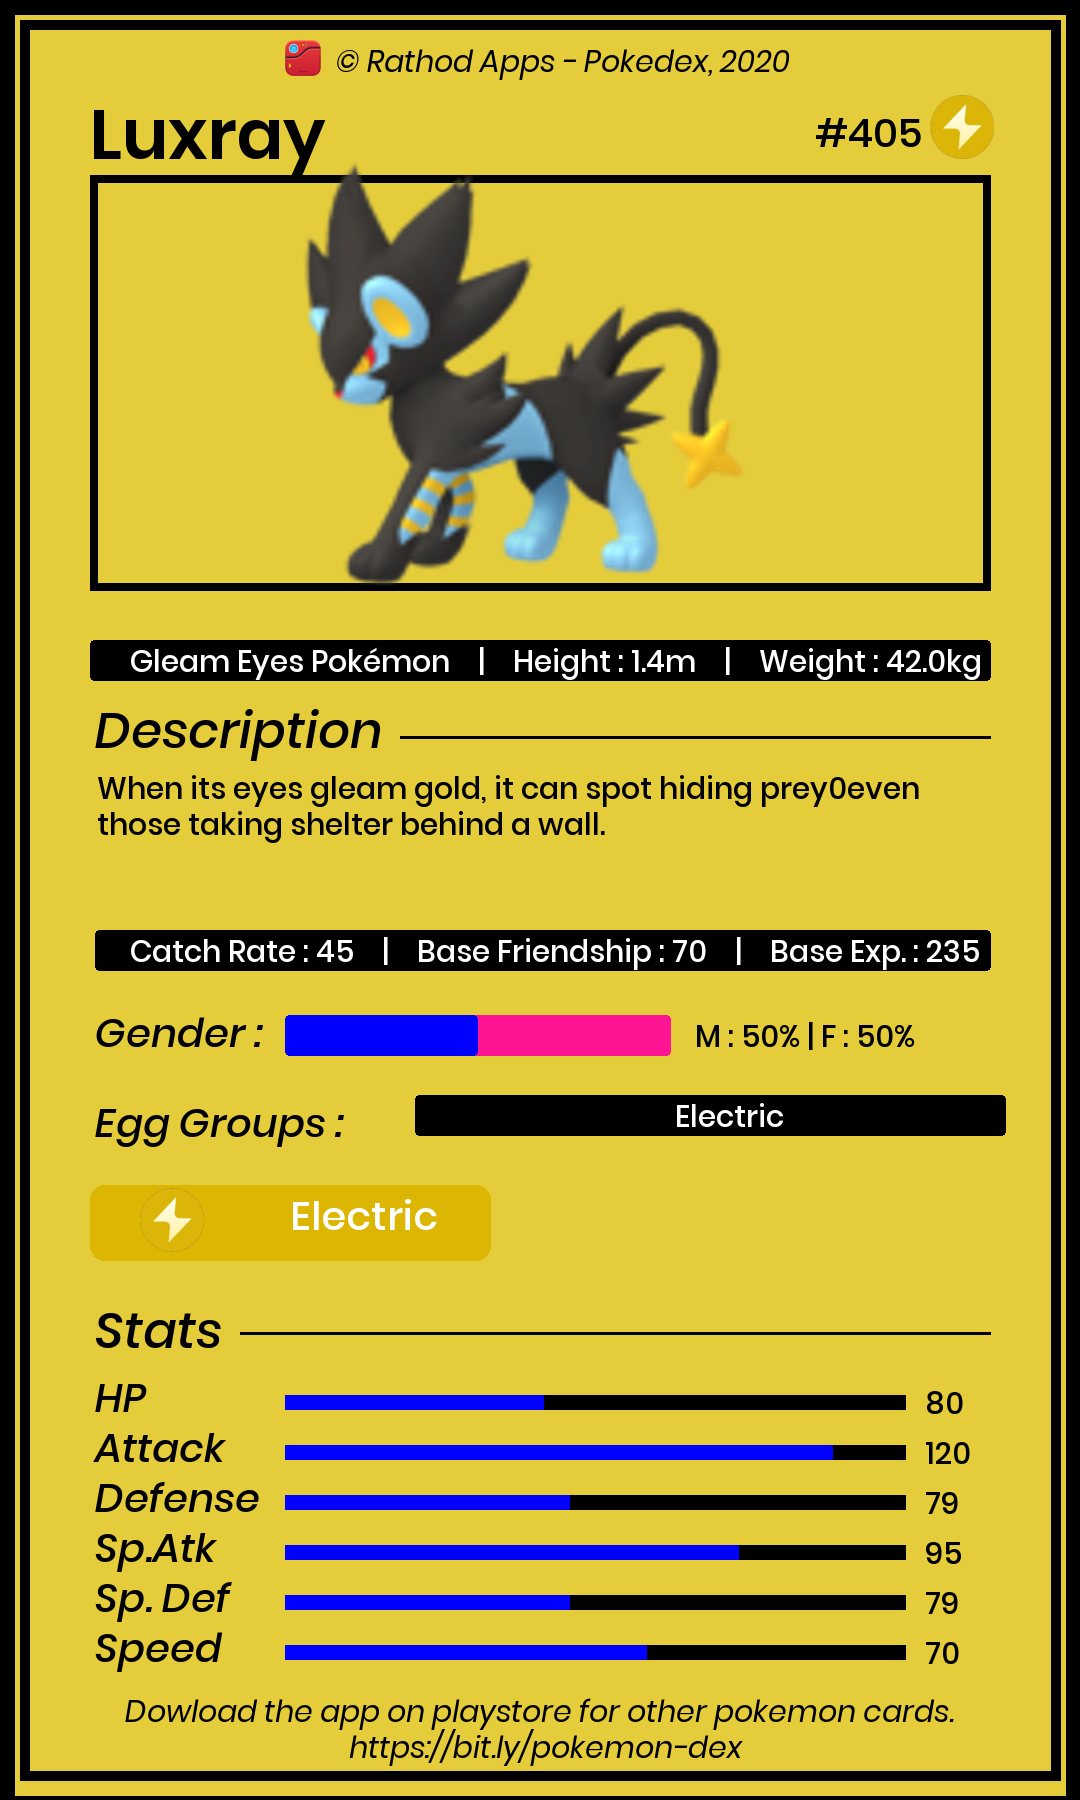 © Rathod Apps - Pokedex, 2020
Luxray
#405
Gleam Eyes Pokémon | Height : 1.4m | Weight : 42.0kg
Description
When its eyes gleam gold, it can spot hiding prey0even
those taking shelter behind a wall.
Catch Rate : 45 | Base Friendship : 70 | Base Exp. : 235
Gender : M : 50% | F : 50%
Egg Groups : Electric
Electric
Stats
HP 80
Attack 120
Defense 79
Sp.Atk 95
Sp. Def 79
Speed 70
Dowload the app on playstore for other pokemon cards.
https://bit.ly/pokemon-dex